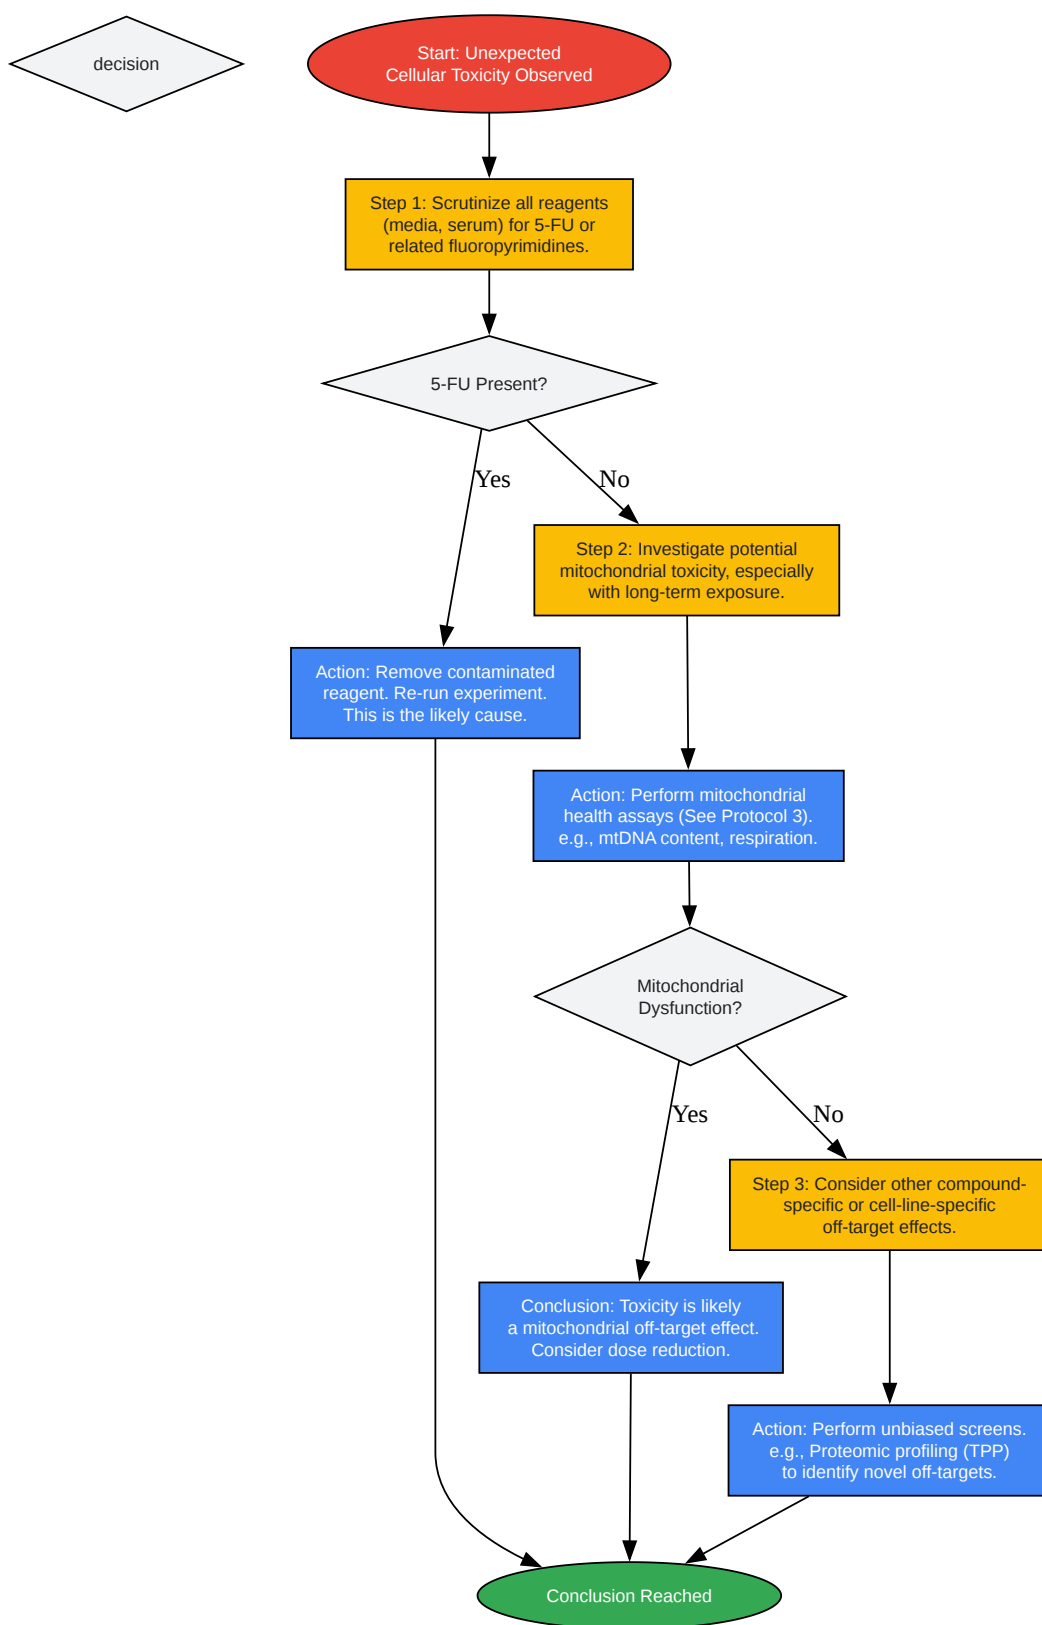 decision
Start: Unexpected
Cellular Toxicity Observed
Step 1: Scrutinize all reagents
(media, serum) for 5-FU or
related fluoropyrimidines.
5-FU Present?
Yes
No
Step 2: Investigate potential
mitochondrial toxicity, especially
with long-term exposure.
Action: Remove contaminated
reagent. Re-run experiment.
This is the likely cause.
Action: Perform mitochondrial
health assays (See Protocol 3).
e.g., mtDNA content, respiration.
Mitochondrial
Dysfunction?
Yes
No
Step 3: Consider other compound-
specific or cell-line-specific
off-target effects.
Conclusion: Toxicity is likely
a mitochondrial off-target effect.
Consider dose reduction.
Action: Perform unbiased screens.
e.g., Proteomic profiling (TPP)
to identify novel off-targets.
Conclusion Reached